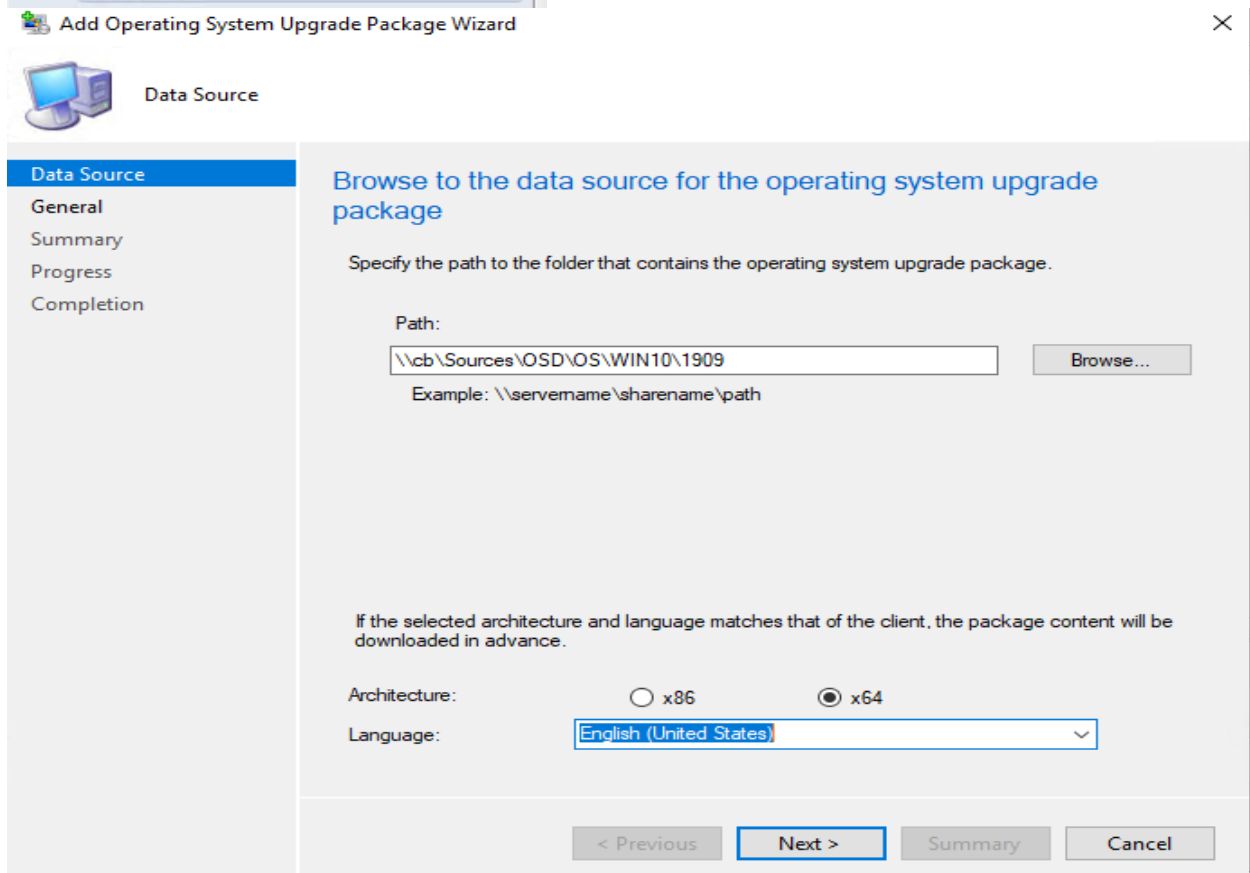 Add Operating System Upgrade Package Wizard
Data Source
Data Source
General
Summary
Progress
Completion
Browse to the data source for the operating system upgrade
package
Specify the path to the folder that contains the operating system upgrade package.
Path:
\\cb\Sources\OSD\OS\WIN10\1909
Browse...
Example: \\servername\sharename\path
If the selected architecture and language matches that of the client, the package content will be
downloaded in advance.
Architecture:
x86
x64
Language:
English (United States)
< Previous
Next >
Summary
Cancel